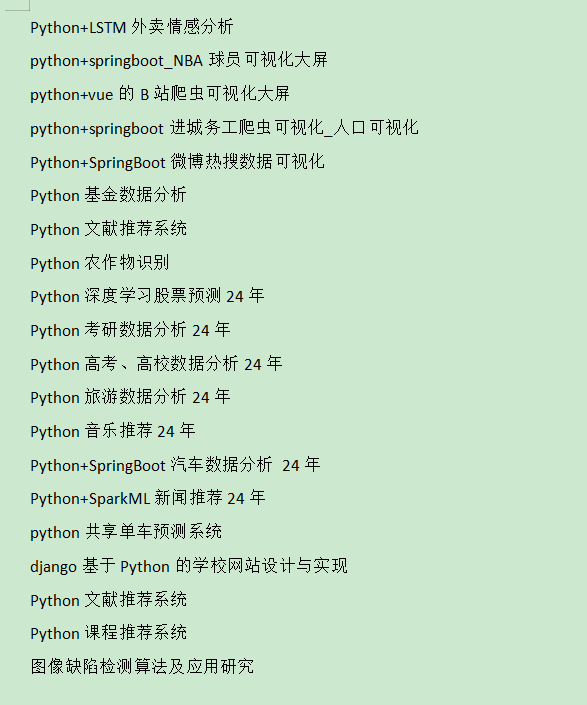 Python+LSTM 外卖情感分析
python+springboot_NBA 球员可视化大屏
python+vue 的 B 站爬虫可视化大屏
python+springboot 进城务工爬虫可视化_人口可视化
Python+SpringBoot 微博热搜数据可视化
Python 基金数据分析
Python 文献推荐系统
Python 农作物识别
Python 深度学习股票预测 24 年
Python 考研数据分析 24 年
Python 高考、高校数据分析 24 年
Python 旅游数据分析 24 年
Python 音乐推荐 24 年
Python+SpringBoot 汽车数据分析 24 年
Python+SparkML 新闻推荐 24 年
python 共享单车预测系统
django 基于 Python 的学校网站设计与实现
Python 文献推荐系统
Python 课程推荐系统
图像缺陷检测算法及应用研究